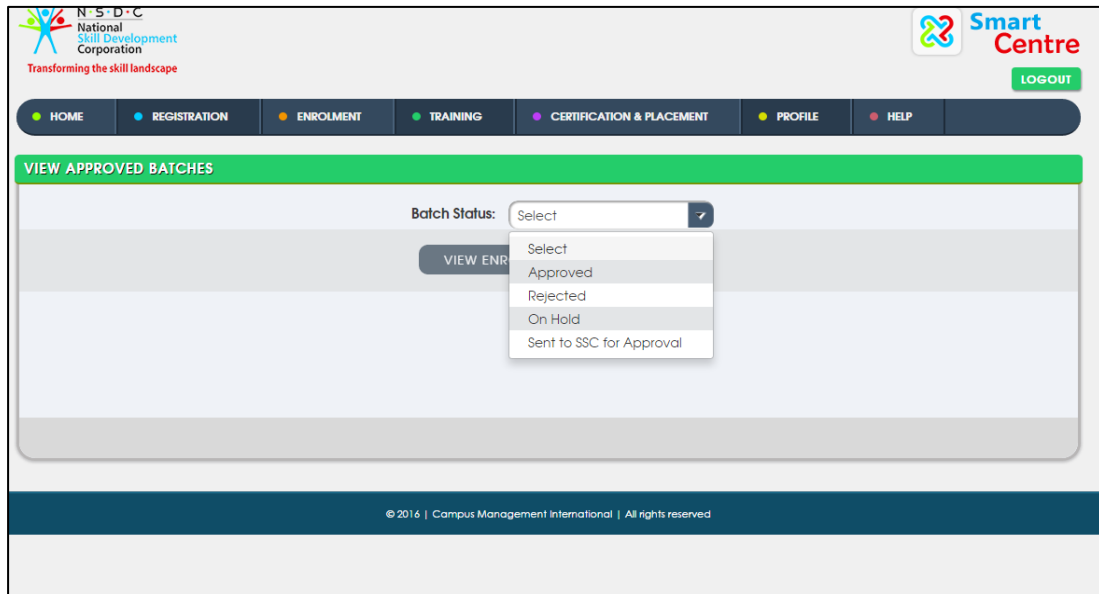 N·S·D·C
National
Skill Development
Corporation
Transforming the skill landscape
Smart
Centre
LOGOUT
HOME REGISTRATION ENROLMENT TRAINING CERTIFICATION & PLACEMENT PROFILE HELP
VIEW APPROVED BATCHES
Batch Status: Select
VIEW ENR
Select
Approved
Rejected
On Hold
Sent to SSC for Approval
© 2016 | Campus Management International | All rights reserved